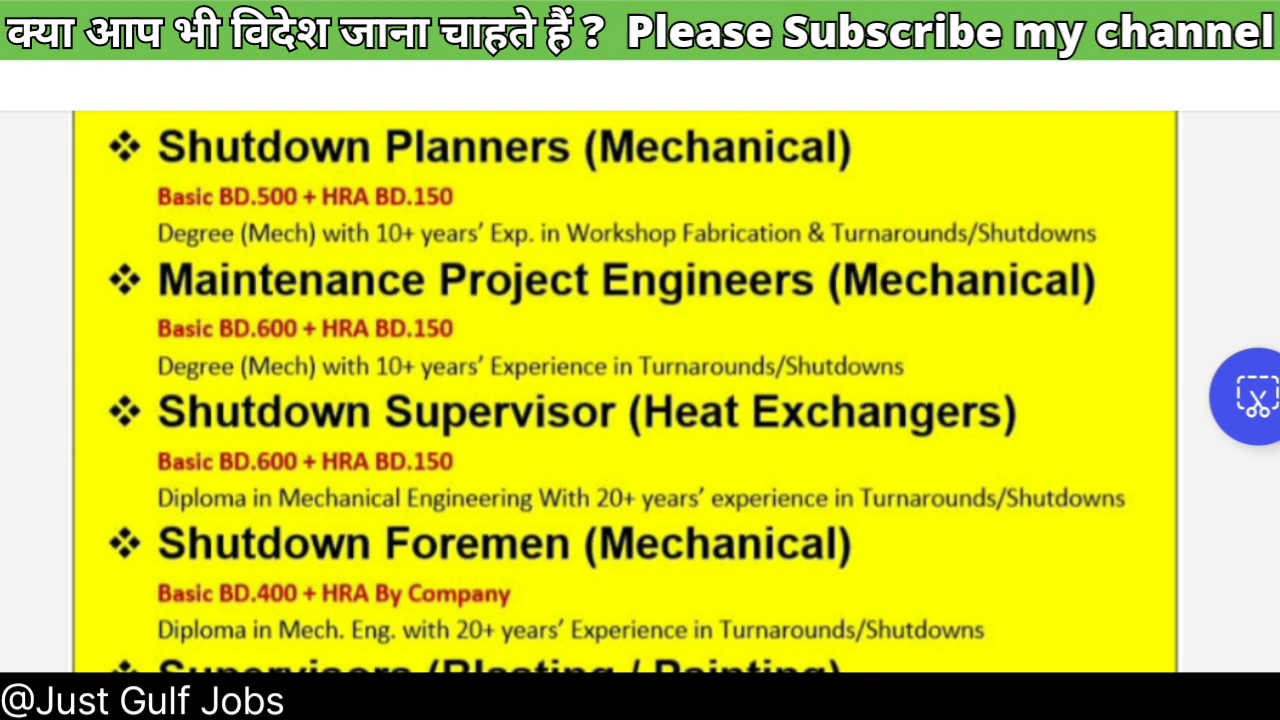 क्या आप भी विदेश जाना चाहते हैं ? Please Subscribe my channel
❖ Shutdown Planners (Mechanical)
Basic BD.500 + HRA BD.150
Degree (Mech) with 10+ years’ Exp. in Workshop Fabrication & Turnarounds/Shutdowns
❖ Maintenance Project Engineers (Mechanical)
Basic BD.600 + HRA BD.150
Degree (Mech) with 10+ years’ Experience in Turnarounds/Shutdowns
❖ Shutdown Supervisor (Heat Exchangers)
Basic BD.600 + HRA BD.150
Diploma in Mechanical Engineering With 20+ years’ experience in Turnarounds/Shutdowns
❖ Shutdown Foremen (Mechanical)
Basic BD.400 + HRA By Company
Diploma in Mech. Eng. with 20+ years’ Experience in Turnarounds/Shutdowns
❖ Supervisors (Blasting / Painting)
@Just Gulf Jobs